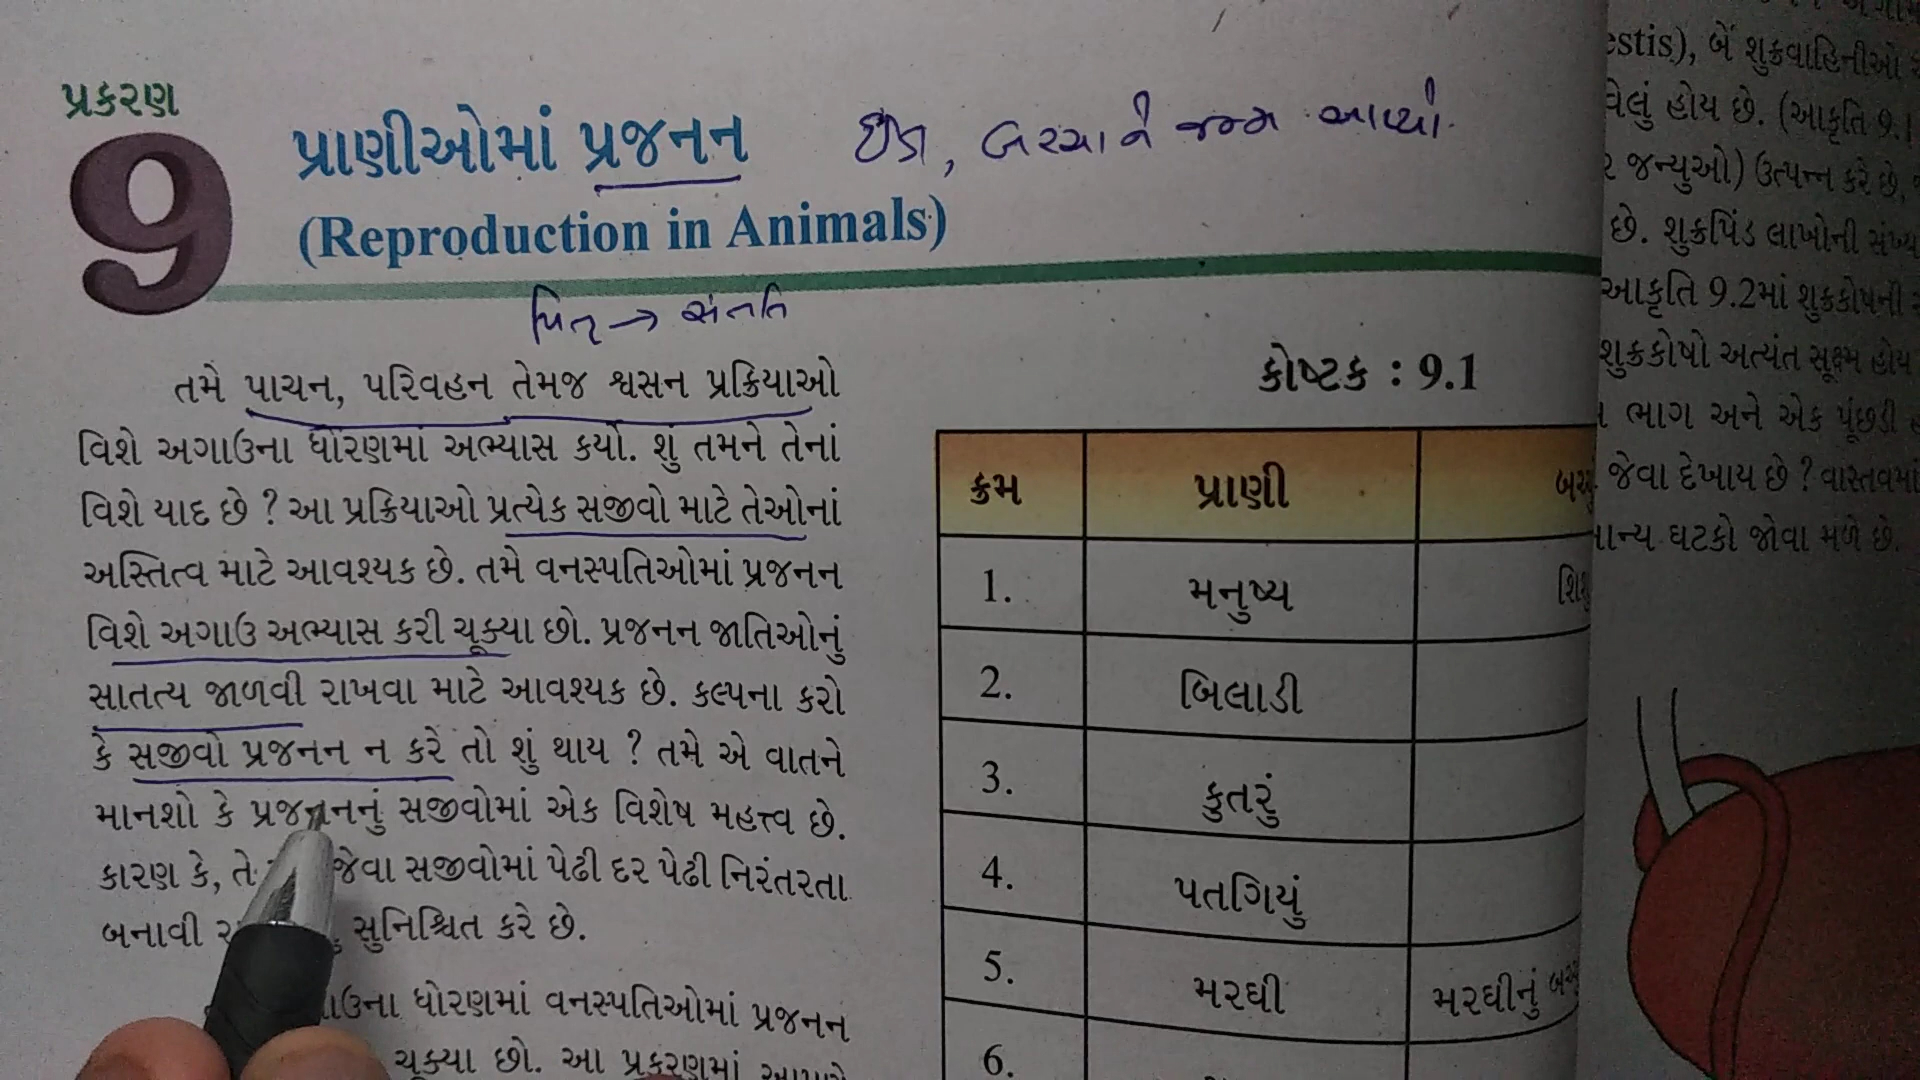 પ્રકરણ
9
પ્રાણીઓમાં પ્રજનન
(Reproduction in Animals)
ઈંડા, બચ્ચાને જન્મ આપવો
પિતૃ → સંતતિ
તમે પાચન, પરિવહન તેમજ શ્વસન પ્રક્રિયાઓ
વિશે અગાઉના ધોરણમાં અભ્યાસ કર્યો. શું તમને તેનાં
વિશે યાદ છે ? આ પ્રક્રિયાઓ પ્રત્યેક સજીવો માટે તેઓનાં
અસ્તિત્વ માટે આવશ્યક છે. તમે વનસ્પતિઓમાં પ્રજનન
વિશે અગાઉ અભ્યાસ કરી ચૂક્યા છો. પ્રજનન જાતિઓનું
સાતત્ય જાળવી રાખવા માટે આવશ્યક છે. કલ્પના કરો
કે સજીવો પ્રજનન ન કરે તો શું થાય ? તમે એ વાતને
માનશો કે પ્રજનનનું સજીવોમાં એક વિશેષ મહત્ત્વ છે.
કારણ કે, તે જેવા સજીવોમાં પેઢી દર પેઢી નિરંતરતા
બનાવી સુનિશ્ચિત કરે છે.
ધોરણમાં વનસ્પતિઓમાં પ્રજનન
ચૂક્યા છો. આ પ્રકરણમાં
કોષ્ટક : 9.1
ક્રમ પ્રાણી
1. મનુષ્ય
2. બિલાડી
3. કુતરું
4. પતગિયું
5. મરઘી મરઘીનું
6.
estis), બે શુક્રવાહિનીઓ
હોય છે. (આકૃતિ 9.1
જન્યુઓ) ઉત્પન્ન કરે છે,
છે. શુક્રપિંડ લાખોની
આકૃતિ 9.2માં શુક્રકોષની
શુક્રકોષો અત્યંત સૂક્ષ્મ હોય
ભાગ અને એક પૂંછડી
જેવા દેખાય છે ? વાસ્તવમાં
ઘટકો જોવા મળે છે.